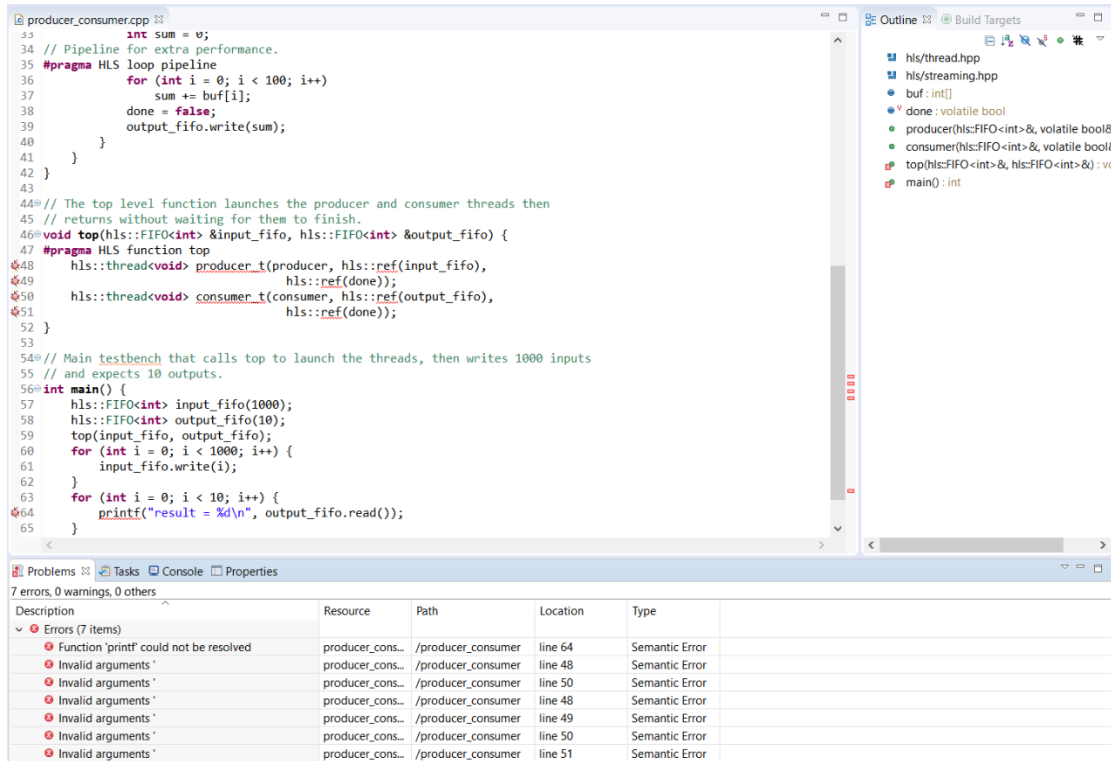 producer_consumer.cpp
33 int sum = 0;
34 // Pipeline for extra performance.
35 #pragma HLS loop pipeline
36 for (int i = 0; i < 100; i++)
37 sum += buf[i];
38 done = false;
39 output_fifo.write(sum);
40 }
41 }
42 }
43
44 // The top level function launches the producer and consumer threads then
45 // returns without waiting for them to finish.
46 void top(hls::FIFO<int> &input_fifo, hls::FIFO<int> &output_fifo) {
47 #pragma HLS function top
48 hls::thread<void> producer_t(producer, hls::ref(input_fifo),
49 hls::ref(done));
50 hls::thread<void> consumer_t(consumer, hls::ref(output_fifo),
51 hls::ref(done));
52 }
53
54 // Main testbench that calls top to launch the threads, then writes 1000 inputs
55 // and expects 10 outputs.
56 int main() {
57 hls::FIFO<int> input_fifo(1000);
58 hls::FIFO<int> output_fifo(10);
59 top(input_fifo, output_fifo);
60 for (int i = 0; i < 1000; i++) {
61 input_fifo.write(i);
62 }
63 for (int i = 0; i < 10; i++) {
64 printf("result = %d\n", output_fifo.read());
65 }
Outline Build Targets
hls/thread.hpp
hls/streaming.hpp
buf : int[]
done : volatile bool
producer(hls::FIFO<int>&, volatile bool&
consumer(hls::FIFO<int>&, volatile bool&
top(hls::FIFO<int>&, hls::FIFO<int>&) : vo
main() : int
Problems Tasks Console Properties
7 errors, 0 warnings, 0 others
Description Resource Path Location Type
Errors (7 items)
Function 'printf' could not be resolved producer_cons... /producer_consumer line 64 Semantic Error
Invalid arguments ' producer_cons... /producer_consumer line 48 Semantic Error
Invalid arguments ' producer_cons... /producer_consumer line 50 Semantic Error
Invalid arguments ' producer_cons... /producer_consumer line 48 Semantic Error
Invalid arguments ' producer_cons... /producer_consumer line 49 Semantic Error
Invalid arguments ' producer_cons... /producer_consumer line 50 Semantic Error
Invalid arguments ' producer_cons... /producer_consumer line 51 Semantic Error